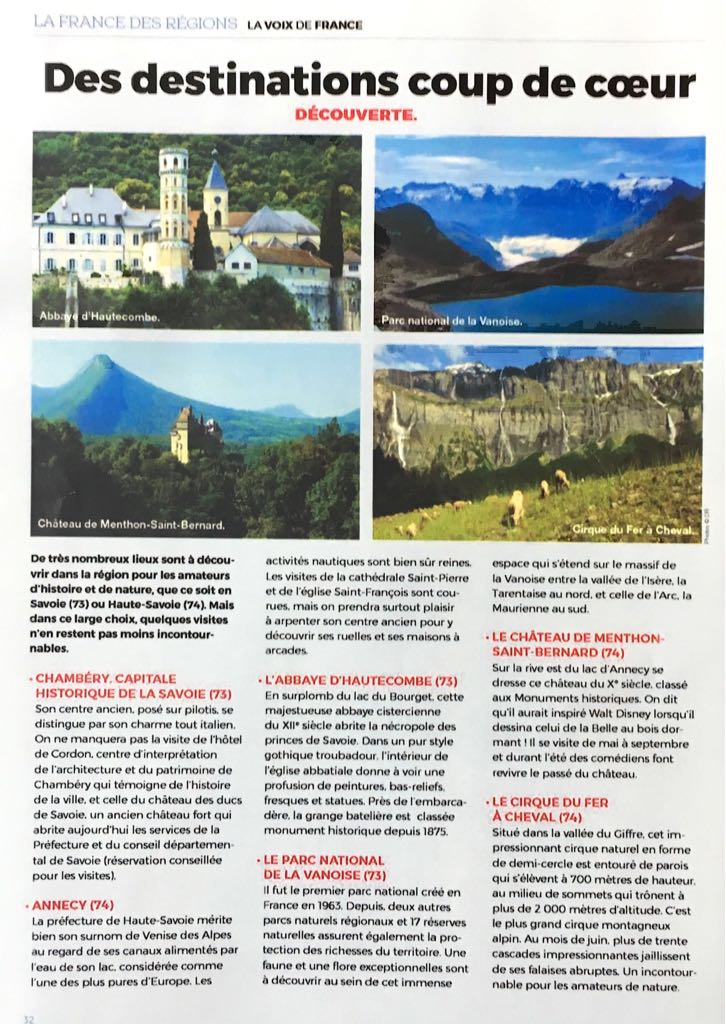 LA FRANCE DES RÉGIONS LA VOIX DE FRANCE
Des destinations coup de cœur
DÉCOUVERTE.
Abbaye d'Hautecombe.
Parc national de la Vanoise.
Château de Menthon-Saint-Bernard.
Cirque du Fer à Cheval.
Photos © DR
De très nombreux lieux sont à décou-
vrir dans la région pour les amateurs
d'histoire et de nature, que ce soit en
Savoie (73) ou Haute-Savoie (74). Mais
dans ce large choix, quelques visites
n'en restent pas moins incontour-
nables.
• CHAMBÉRY, CAPITALE
HISTORIQUE DE LA SAVOIE (73)
Son centre ancien, posé sur pilotis, se
distingue par son charme tout italien.
On ne manquera pas la visite de l'hôtel
de Cordon, centre d'interprétation
de l'architecture et du patrimoine de
Chambéry qui témoigne de l'histoire
de la ville, et celle du château des ducs
de Savoie, un ancien château fort qui
abrite aujourd'hui les services de la
Préfecture et du conseil départemen-
tal de Savoie (réservation conseillée
pour les visites).
• ANNECY (74)
La préfecture de Haute-Savoie mérite
bien son surnom de Venise des Alpes
au regard de ses canaux alimentés par
l'eau de son lac, considérée comme
l'une des plus pures d'Europe. Les
activités nautiques sont bien sûr reines.
Les visites de la cathédrale Saint-Pierre
et de l'église Saint-François sont cou-
rues, mais on prendra surtout plaisir
à arpenter son centre ancien pour y
découvrir ses ruelles et ses maisons à
arcades.
• L'ABBAYE D'HAUTECOMBE (73)
En surplomb du lac du Bourget, cette
majestueuse abbaye cistercienne
du XIIe siècle abrite la nécropole des
princes de Savoie. Dans un pur style
gothique troubadour, l'intérieur de
l'église abbatiale donne à voir une
profusion de peintures, bas-reliefs,
fresques et statues. Près de l'embarca-
dère, la grange batelière est classée
monument historique depuis 1875.
• LE PARC NATIONAL
DE LA VANOISE (73)
Il fut le premier parc national créé en
France en 1963. Depuis, deux autres
parcs naturels régionaux et 17 réserves
naturelles assurent également la pro-
tection des richesses du territoire. Une
faune et une flore exceptionnelles sont
à découvrir au sein de cet immense
espace qui s'étend sur le massif de
la Vanoise entre la vallée de l'Isère, la
Tarentaise au nord, et celle de l'Arc, la
Maurienne au sud.
• LE CHÂTEAU DE MENTHON-
SAINT-BERNARD (74)
Sur la rive est du lac d'Annecy se
dresse ce château du Xe siècle, classé
aux Monuments historiques. On dit
qu'il aurait inspiré Walt Disney lorsqu'il
dessina celui de la Belle au bois dor-
mant ! Il se visite de mai à septembre
et durant l'été des comédiens font
revivre le passé du château.
• LE CIRQUE DU FER
À CHEVAL (74)
Situé dans la vallée du Giffre, cet im-
pressionnant cirque naturel en forme
de demi-cercle est entouré de parois
qui s'élèvent à 700 mètres de hauteur,
au milieu de sommets qui trônent à
plus de 2 000 mètres d'altitude. C'est
le plus grand cirque montagneux
alpin. Au mois de juin, plus de trente
cascades impressionnantes jaillissent
de ses falaises abruptes. Un incontour-
nable pour les amateurs de nature.
32